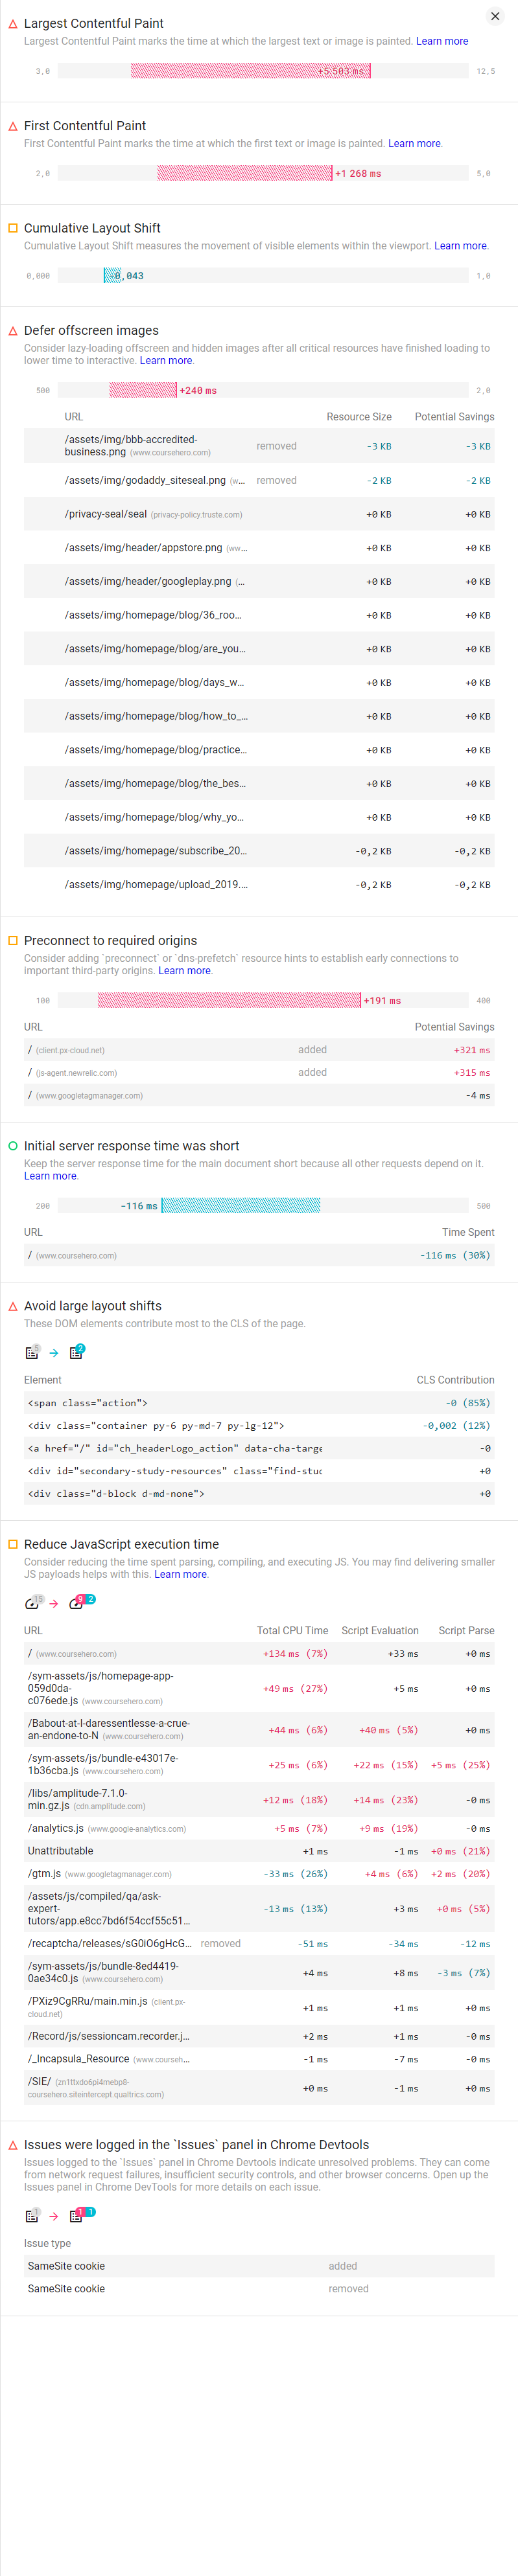 Largest Contentful Paint
Largest Contentful Paint marks the time at which the largest text or image is painted. Learn more
3,0 +5 503 ms 12,5
First Contentful Paint
First Contentful Paint marks the time at which the first text or image is painted. Learn more.
2,0 +1 268 ms 5,0
Cumulative Layout Shift
Cumulative Layout Shift measures the movement of visible elements within the viewport. Learn more.
0,000 -0,043 1,0
Defer offscreen images
Consider lazy-loading offscreen and hidden images after all critical resources have finished loading to
lower time to interactive. Learn more.
500 +240 ms 2,0
URL Resource Size Potential Savings
/assets/img/bbb-accredited-
business.png (www.coursehero.com) removed -3 KB -3 KB
/assets/img/godaddy_siteseal.png (w... removed -2 KB -2 KB
/privacy-seal/seal (privacy-policy.truste.com) +0 KB +0 KB
/assets/img/header/appstore.png (ww... +0 KB +0 KB
/assets/img/header/googleplay.png (... +0 KB +0 KB
/assets/img/homepage/blog/36_roo... +0 KB +0 KB
/assets/img/homepage/blog/are_you... +0 KB +0 KB
/assets/img/homepage/blog/days_w... +0 KB +0 KB
/assets/img/homepage/blog/how_to_... +0 KB +0 KB
/assets/img/homepage/blog/practice... +0 KB +0 KB
/assets/img/homepage/blog/the_bes... +0 KB +0 KB
/assets/img/homepage/blog/why_yo... +0 KB +0 KB
/assets/img/homepage/subscribe_20... -0,2 KB -0,2 KB
/assets/img/homepage/upload_2019.... -0,2 KB -0,2 KB
Preconnect to required origins
Consider adding `preconnect` or `dns-prefetch` resource hints to establish early connections to
important third-party origins. Learn more.
100 +191 ms 400
URL Potential Savings
/ (client.px-cloud.net) added +321 ms
/ (js-agent.newrelic.com) added +315 ms
/ (www.googletagmanager.com) -4 ms
Initial server response time was short
Keep the server response time for the main document short because all other requests depend on it.
Learn more.
200 -116 ms 500
URL Time Spent
/ (www.coursehero.com) -116 ms (30%)
Avoid large layout shifts
These DOM elements contribute most to the CLS of the page.
5 2
Element CLS Contribution
<span class="action"> -0 (85%)
<div class="container py-6 py-md-7 py-lg-12"> -0,002 (12%)
<a href="/" id="ch_headerLogo_action" data-cha-targe -0
<div id="secondary-study-resources" class="find-stud +0
<div class="d-block d-md-none"> +0
Reduce JavaScript execution time
Consider reducing the time spent parsing, compiling, and executing JS. You may find delivering smaller
JS payloads helps with this. Learn more.
15 9 2
URL Total CPU Time Script Evaluation Script Parse
/ (www.coursehero.com) +134 ms (7%) +33 ms +0 ms
/sym-assets/js/homepage-app-
059d0da-
c076ede.js (www.coursehero.com) +49 ms (27%) +5 ms +0 ms
/Babout-at-I-daressentlesse-a-crue-
an-endone-to-N (www.coursehero.com) +44 ms (6%) +40 ms (5%) +0 ms
/sym-assets/js/bundle-e43017e-
1b36cba.js (www.coursehero.com) +25 ms (6%) +22 ms (15%) +5 ms (25%)
/libs/amplitude-7.1.0-
min.gz.js (cdn.amplitude.com) +12 ms (18%) +14 ms (23%) -0 ms
/analytics.js (www.google-analytics.com) +5 ms (7%) +9 ms (19%) -0 ms
Unattributable +1 ms -1 ms +0 ms (21%)
/gtm.js (www.googletagmanager.com) -33 ms (26%) +4 ms (6%) +2 ms (20%)
/assets/js/compiled/qa/ask-
expert-
tutors/app.e8cc7bd6f54ccf55c51... -13 ms (13%) +3 ms +0 ms (5%)
/recaptcha/releases/sG0iO6gHcG... removed -51 ms -34 ms -12 ms
/sym-assets/js/bundle-8ed4419-
0ae34c0.js (www.coursehero.com) +4 ms +8 ms -3 ms (7%)
/PXiz9CgRRu/main.min.js (client.px-
cloud.net) +1 ms +1 ms +0 ms
/Record/js/sessioncam.recorder.j... +2 ms +1 ms -0 ms
/_Incapsula_Resource (www.courseh... -1 ms -7 ms -0 ms
/SIE/ (zn1ttxdo6pi4mebp8-
coursehero.siteintercept.qualtrics.com) +0 ms -1 ms +0 ms
Issues were logged in the `Issues` panel in Chrome Devtools
Issues logged to the `Issues` panel in Chrome Devtools indicate unresolved problems. They can come
from network request failures, insufficient security controls, and other browser concerns. Open up the
Issues panel in Chrome DevTools for more details on each issue.
1 1 1
Issue type
SameSite cookie added
SameSite cookie removed